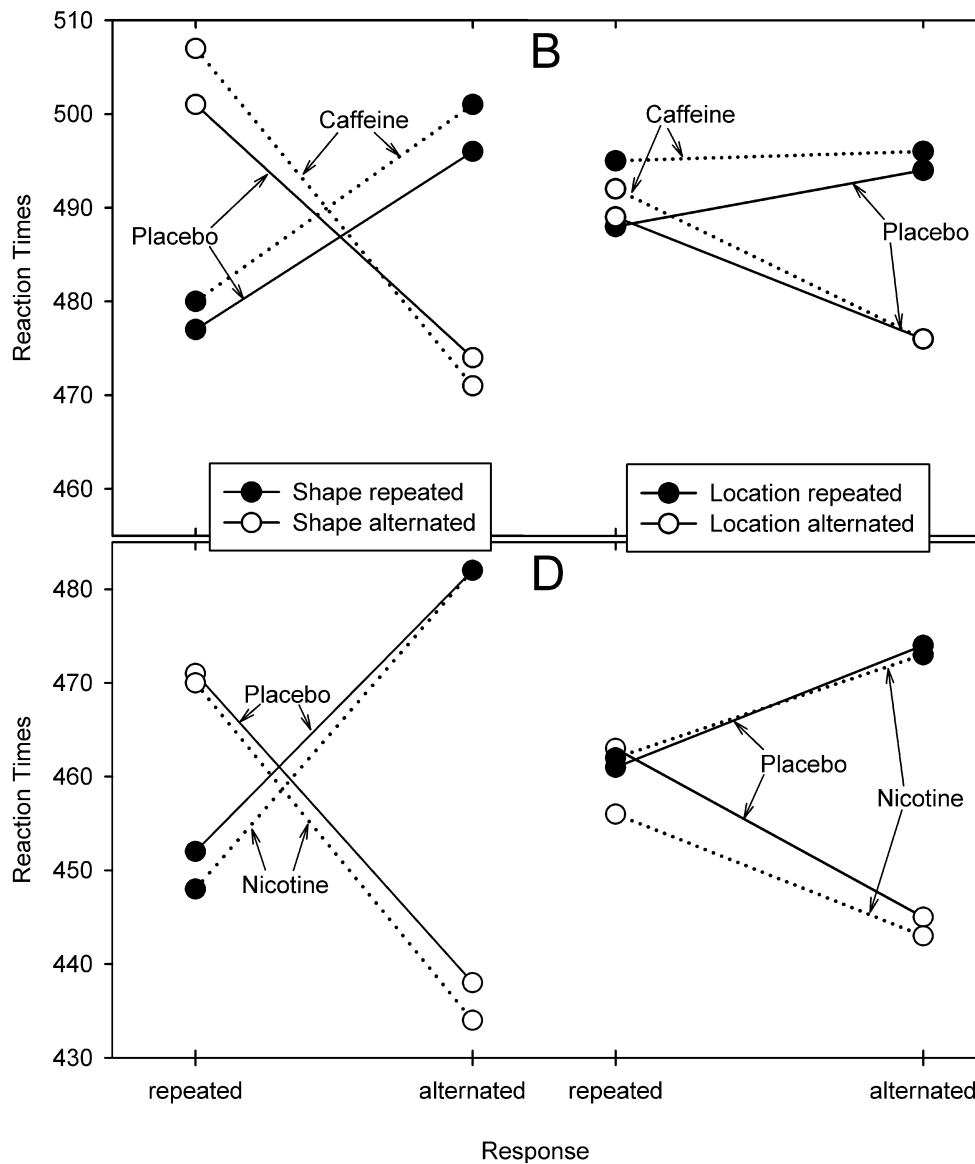 510
B
500
Caffeine
Caffeine
490
Placebo
Placebo
480
470
460
Shape repeated
Shape alternated
Location repeated
Location alternated
Reaction Times
480
D
470
Placebo
460
Placebo
Nicotine
450
Nicotine
440
430
Reaction Times
repeated
alternated
repeated
alternated
Response